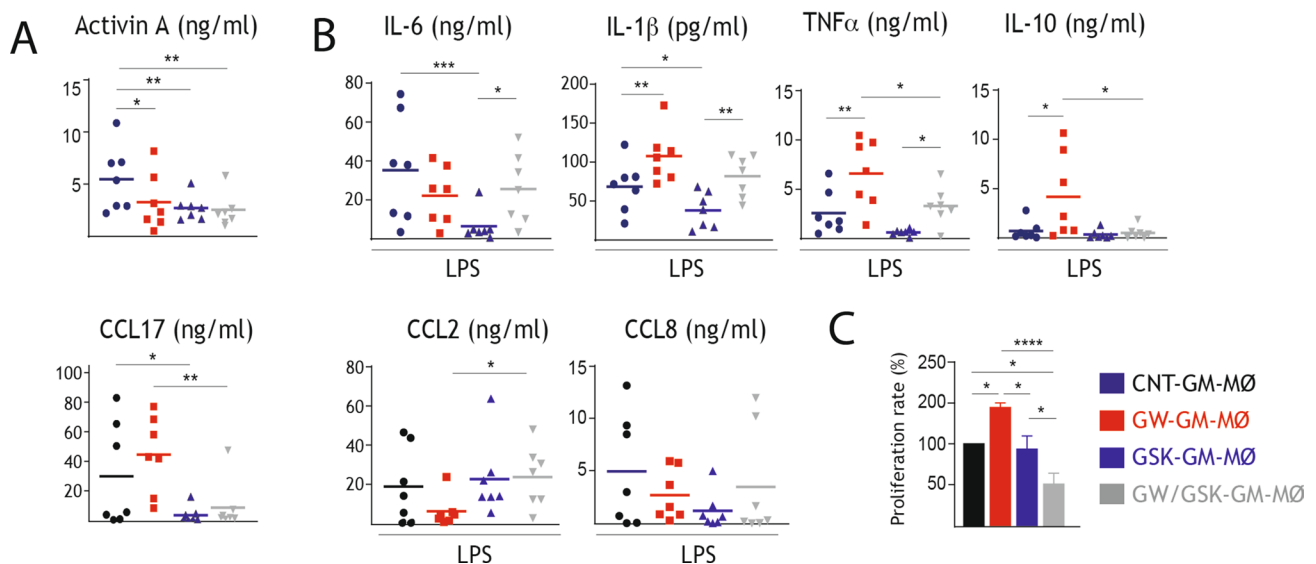 A
Activin A (ng/ml)
**
**
*
15
10
5
CCL17 (ng/ml)
*
**
100
80
60
40
20
B
IL-6 (ng/ml)
***
*
80
60
40
20
LPS
IL-1β (pg/ml)
*
**
**
200
150
100
50
LPS
TNFα (ng/ml)
*
**
*
15
10
5
LPS
IL-10 (ng/ml)
*
*
15
10
5
LPS
CCL2 (ng/ml)
*
80
60
40
20
LPS
CCL8 (ng/ml)
15
10
5
LPS
C
Proliferation rate (%)
****
*
*
*
*
250
200
100
50
CNT-GM-MØ
GW-GM-MØ
GSK-GM-MØ
GW/GSK-GM-MØ